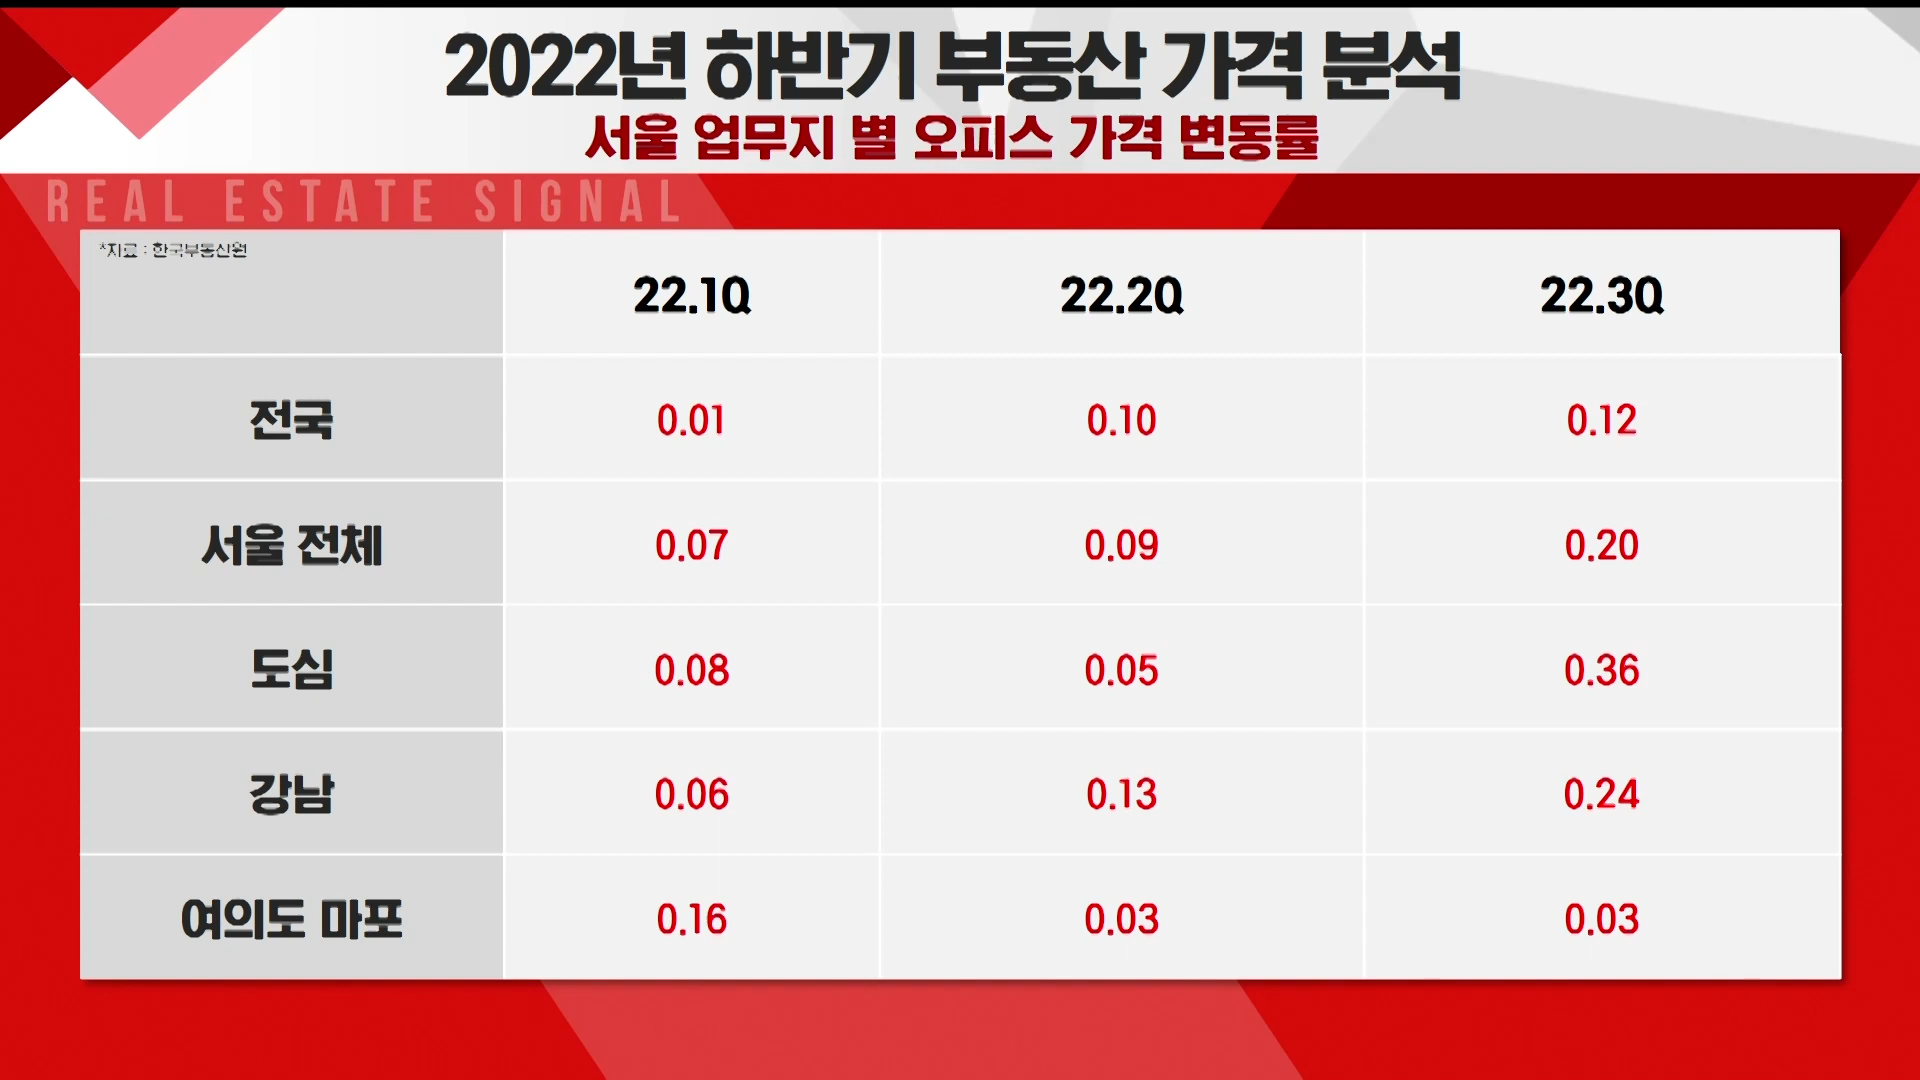 2022년 하반기 부동산 가격 분석
서울 업무지 별 오피스 가격 변동률
REAL ESTATE SIGNAL
*자료 : 한국부동산원
22.1Q 22.2Q 22.3Q
전국 0.01 0.10 0.12
서울 전체 0.07 0.09 0.20
도심 0.08 0.05 0.36
강남 0.06 0.13 0.24
여의도 마포 0.16 0.03 0.03